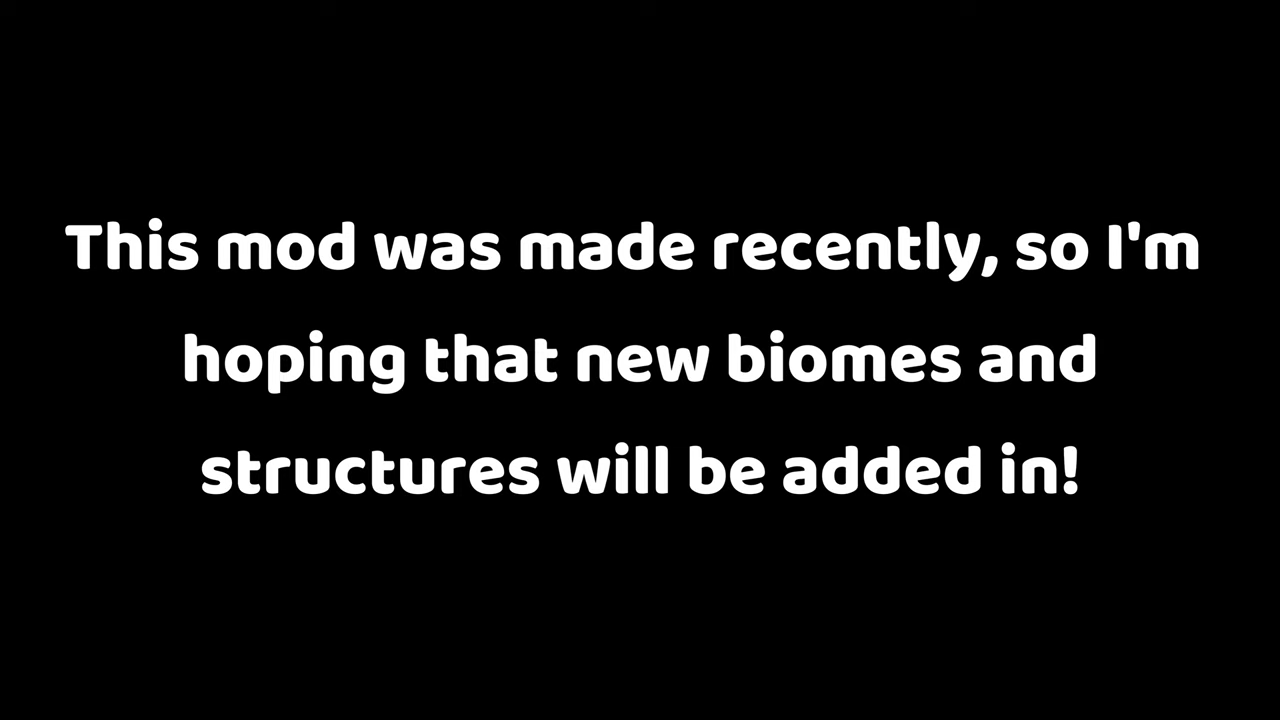 This mod was made recently, so I'm
hoping that new biomes and
structures will be added in!